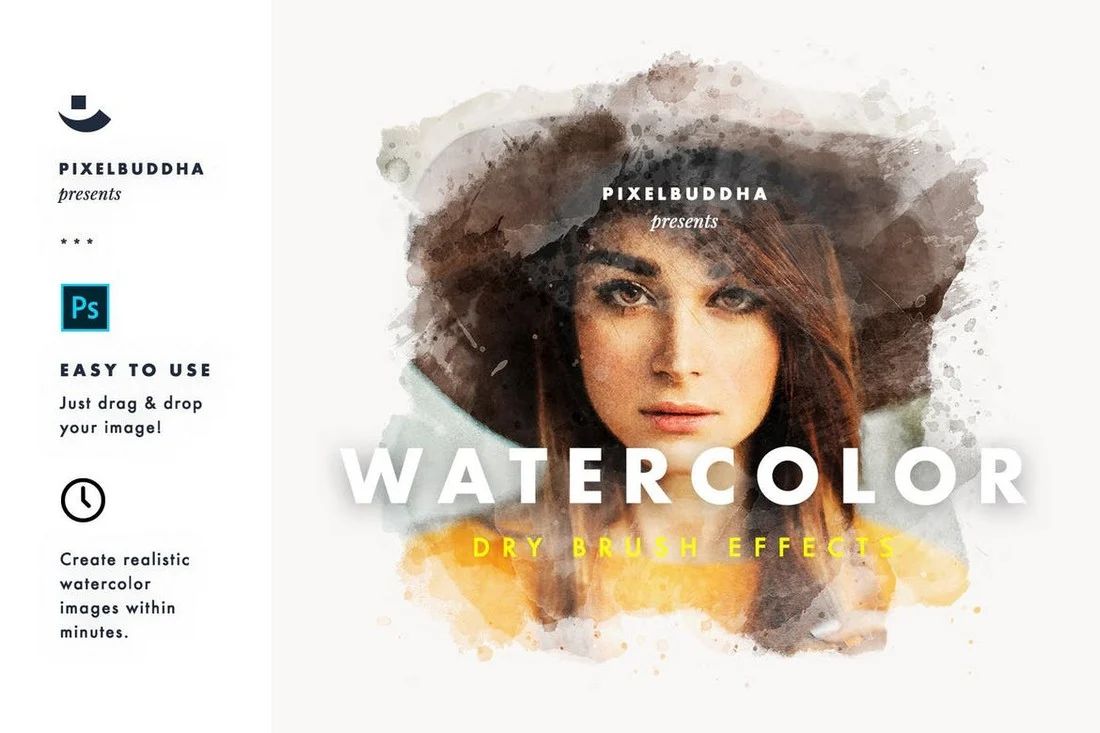 PIXELBUDDHA
presents
***
Ps
EASY TO USE
Just drag & drop
your image!
Create realistic
watercolor
images within
minutes.
PIXELBUDDHA
presents
WATERCOLOR
DRY BRUSH EFFECTS